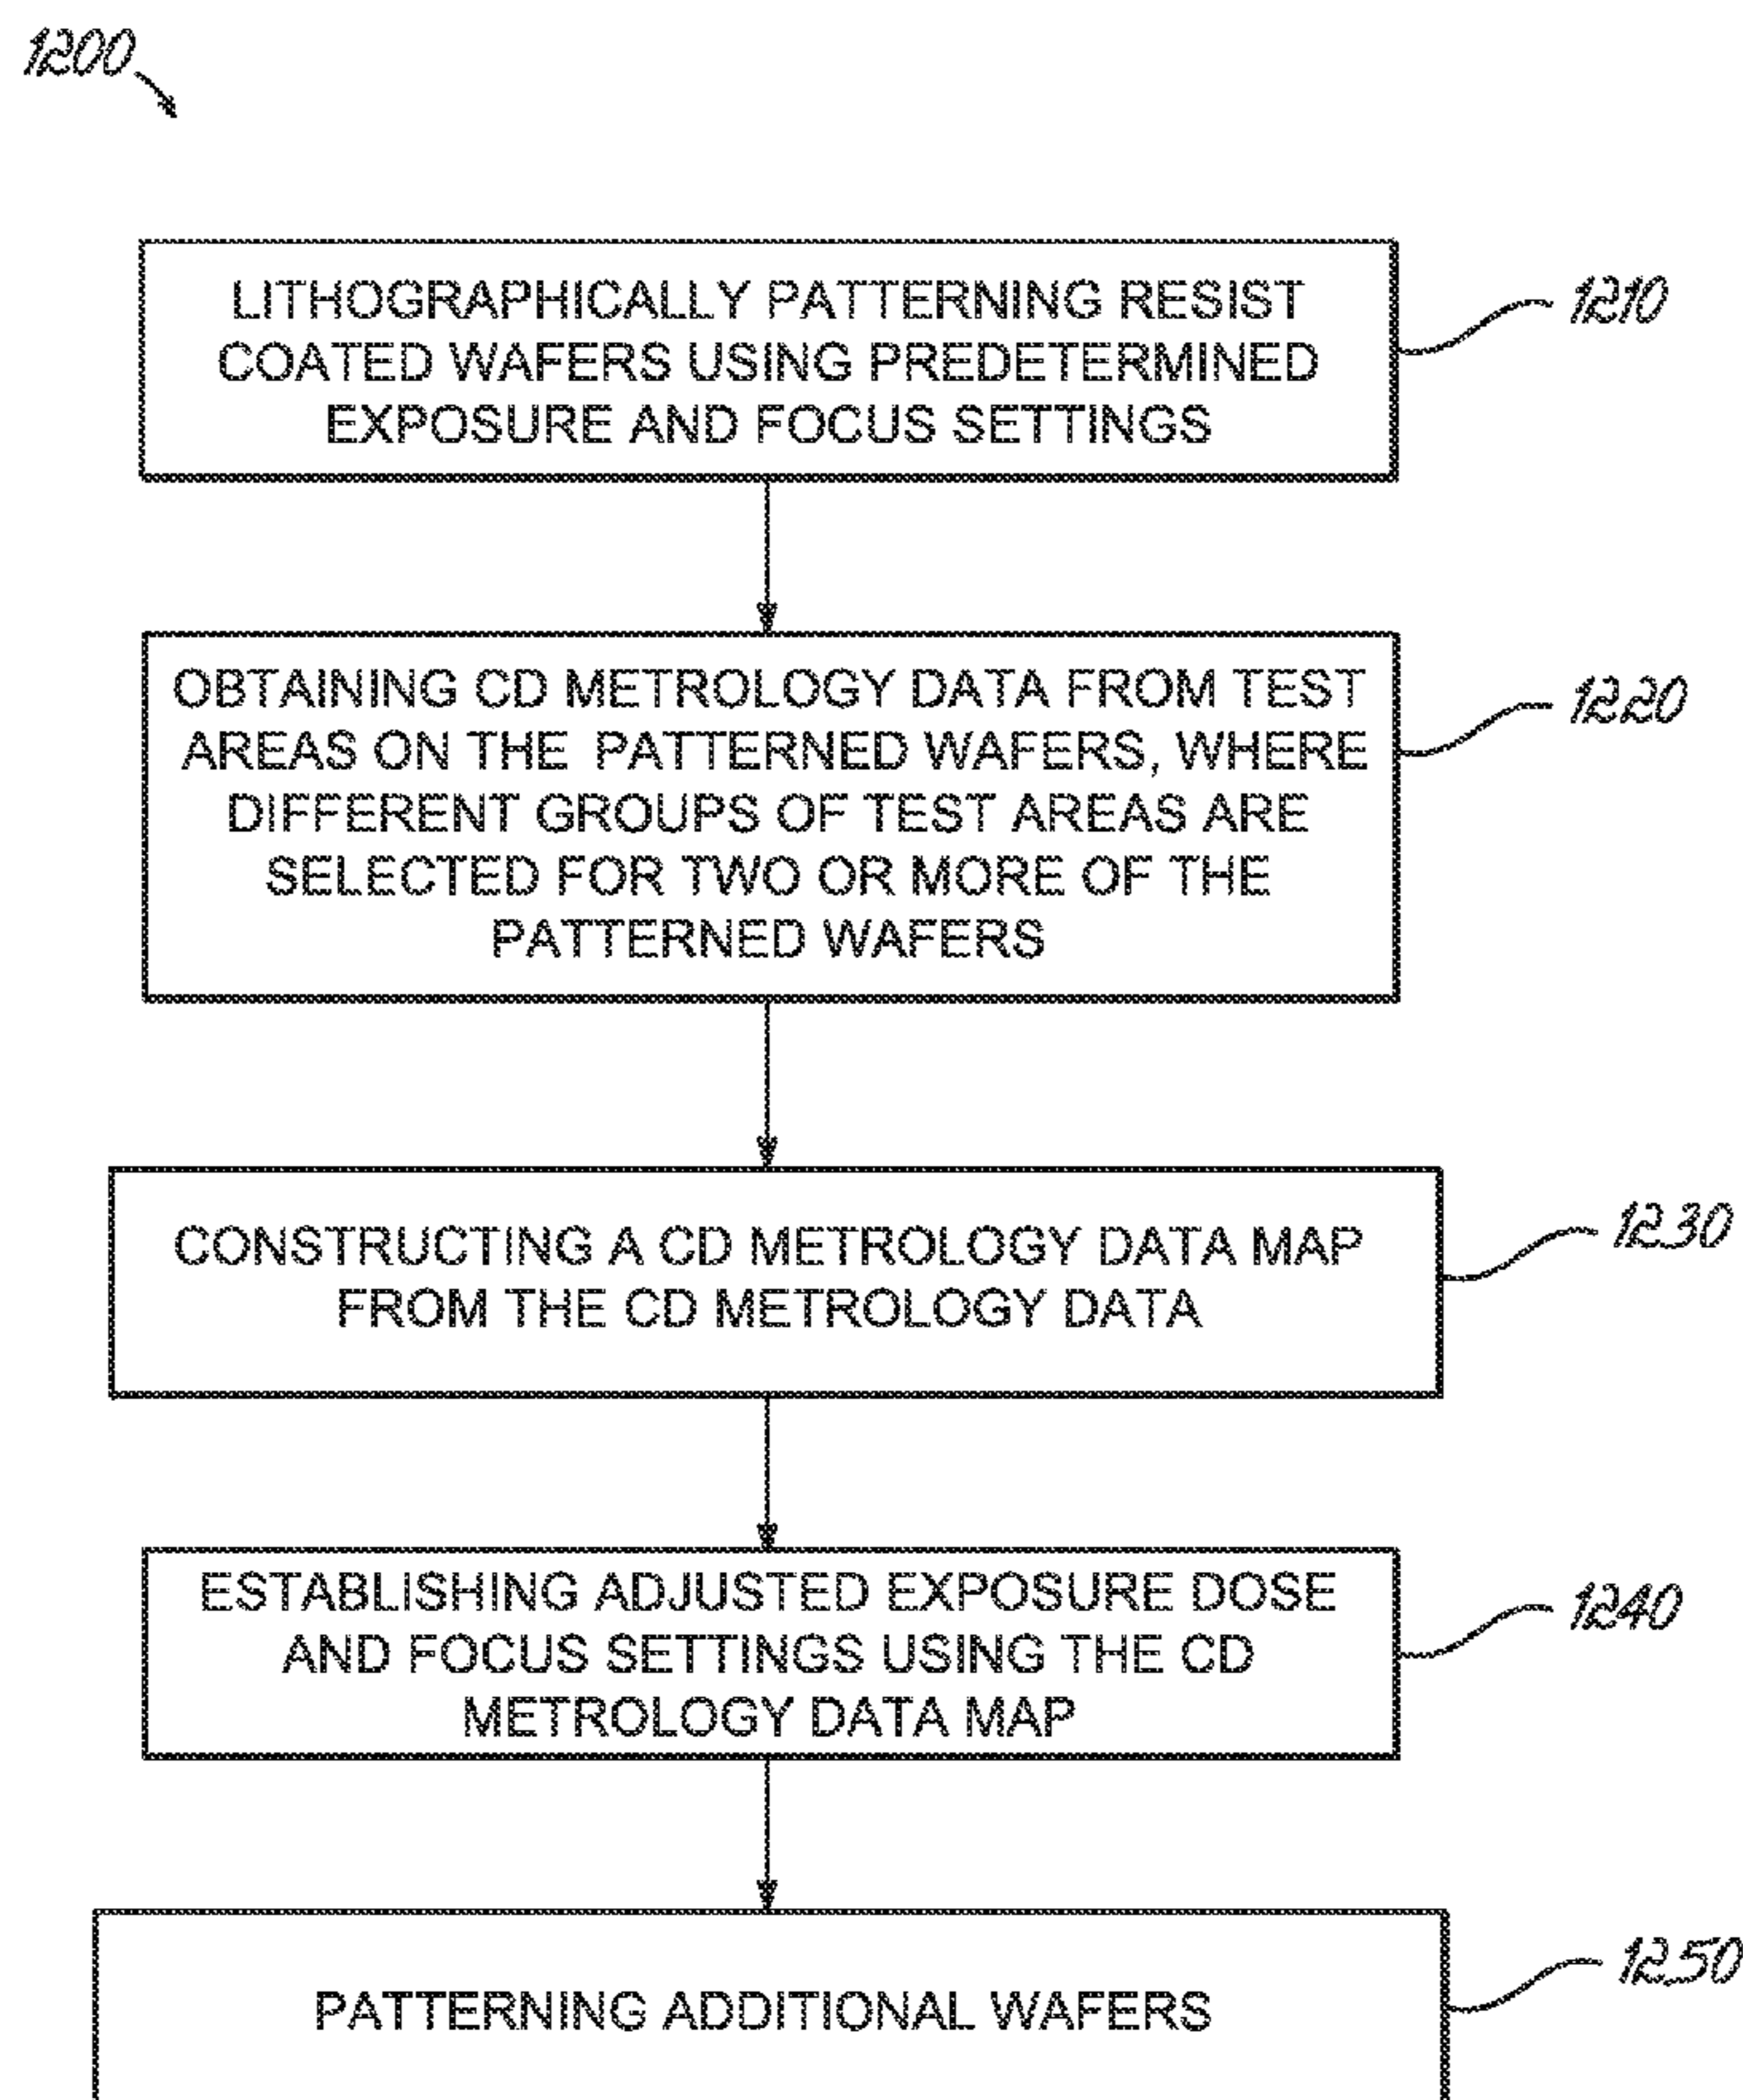 1200
LITHOGRAPHICALLY PATTERNING RESIST
COATED WAFERS USING PREDETERMINED
EXPOSURE AND FOCUS SETTINGS
1210
OBTAINING CD METROLOGY DATA FROM TEST
AREAS ON THE PATTERNED WAFERS, WHERE
DIFFERENT GROUPS OF TEST AREAS ARE
SELECTED FOR TWO OR MORE OF THE
PATTERNED WAFERS
1220
CONSTRUCTING A CD METROLOGY DATA MAP
FROM THE CD METROLOGY DATA
1230
ESTABLISHING ADJUSTED EXPOSURE DOSE
AND FOCUS SETTINGS USING THE CD
METROLOGY DATA MAP
1240
PATTERNING ADDITIONAL WAFERS
1250